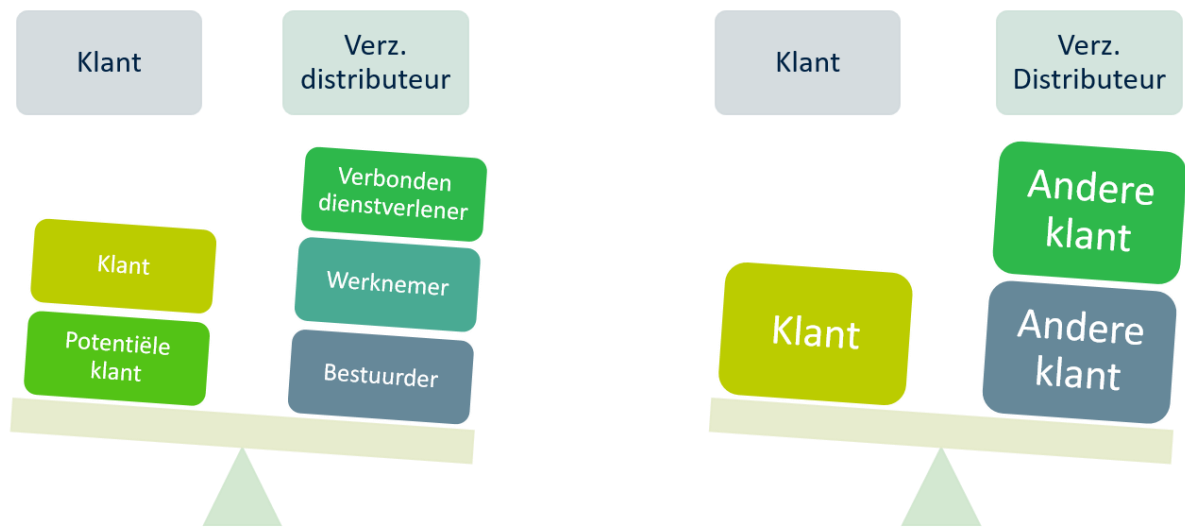 Klant
Verz.
distributeur
Verbonden
dienstverlener
Klant
Werknemer
Potentiële
klant
Bestuurder
Klant
Verz.
Distributeur
Andere
klant
Klant
Andere
klant